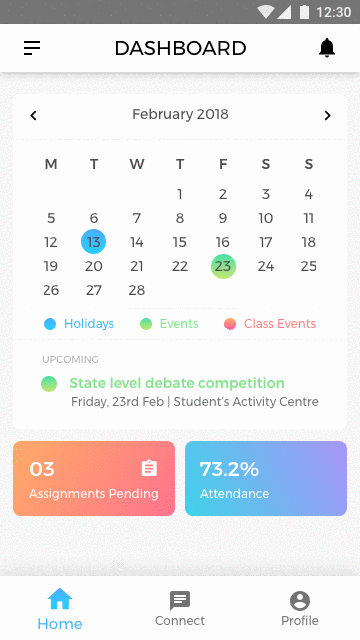 12:30
DASHBOARD
February 2018
M T W T F S S
1 2 3 4
5 6 7 8 9 10 11
12 13 14 15 16 17 18
19 20 21 22 23 24 25
26 27 28
Holidays Events Class Events
UPCOMING
State level debate competition
Friday, 23rd Feb | Student's Activity Centre
03 73.2%
Assignments Pending Attendance
Home Connect Profile